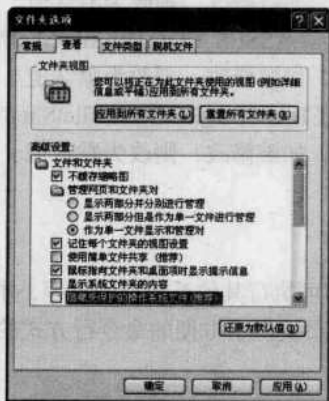 文件夹选项
常规 查看 文件类型 脱机文件
文件夹视图
您可以将正在为此文件夹使用的视图(例如详细
信息或平铺)应用到所有文件夹。
应用到所有文件夹(L) 重置所有文件夹(R)
高级设置:
文件和文件夹
不缓存缩略图
管理网页和文件夹对
显示两部分并分别进行管理
显示两部分但是作为单一文件进行管理
作为单一文件显示和管理对
记住每个文件夹的视图设置
使用简单文件共享 (推荐)
鼠标指向文件夹和桌面项时显示提示信息
显示系统文件夹的内容
隐藏受保护的操作系统文件(推荐)
还原为默认值(D)
确定 取消 应用(A)